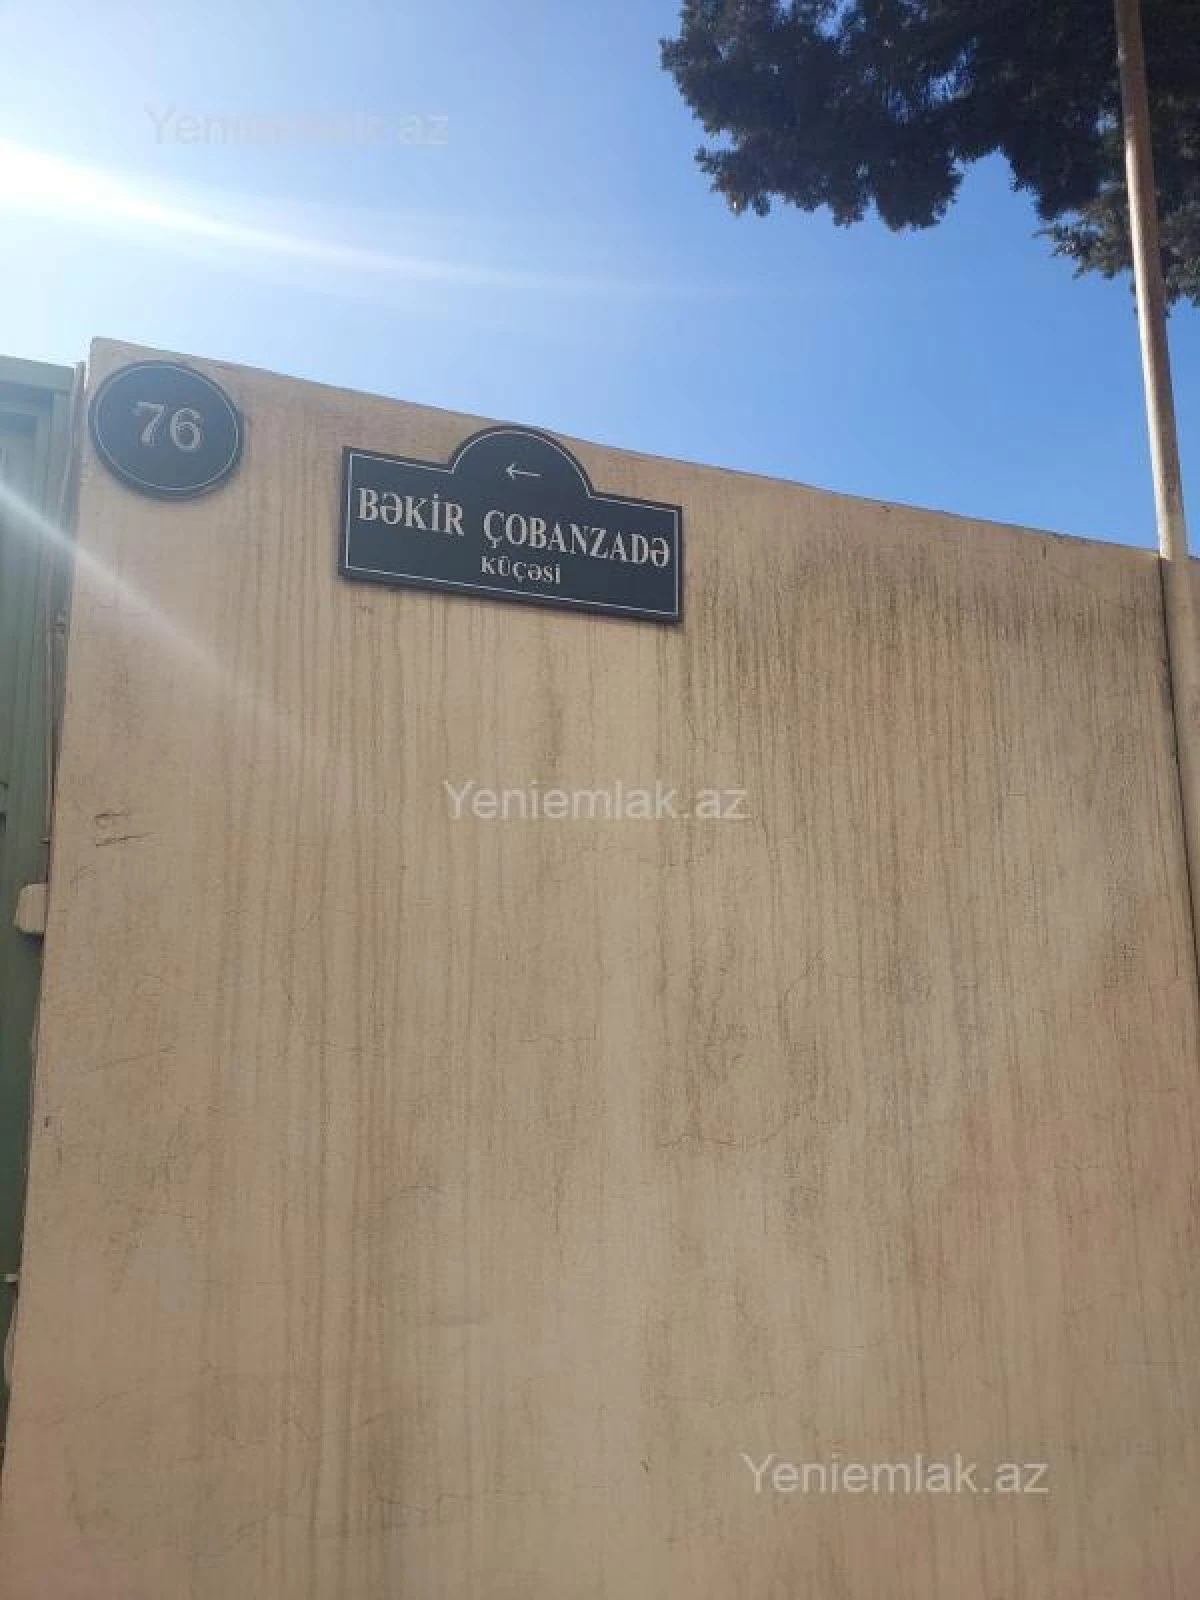 Yeniemlak.az
76
←
BƏKİR ÇOBANZADƏ
KÜÇƏSİ
Yeniemlak.az
Yeniemlak.az